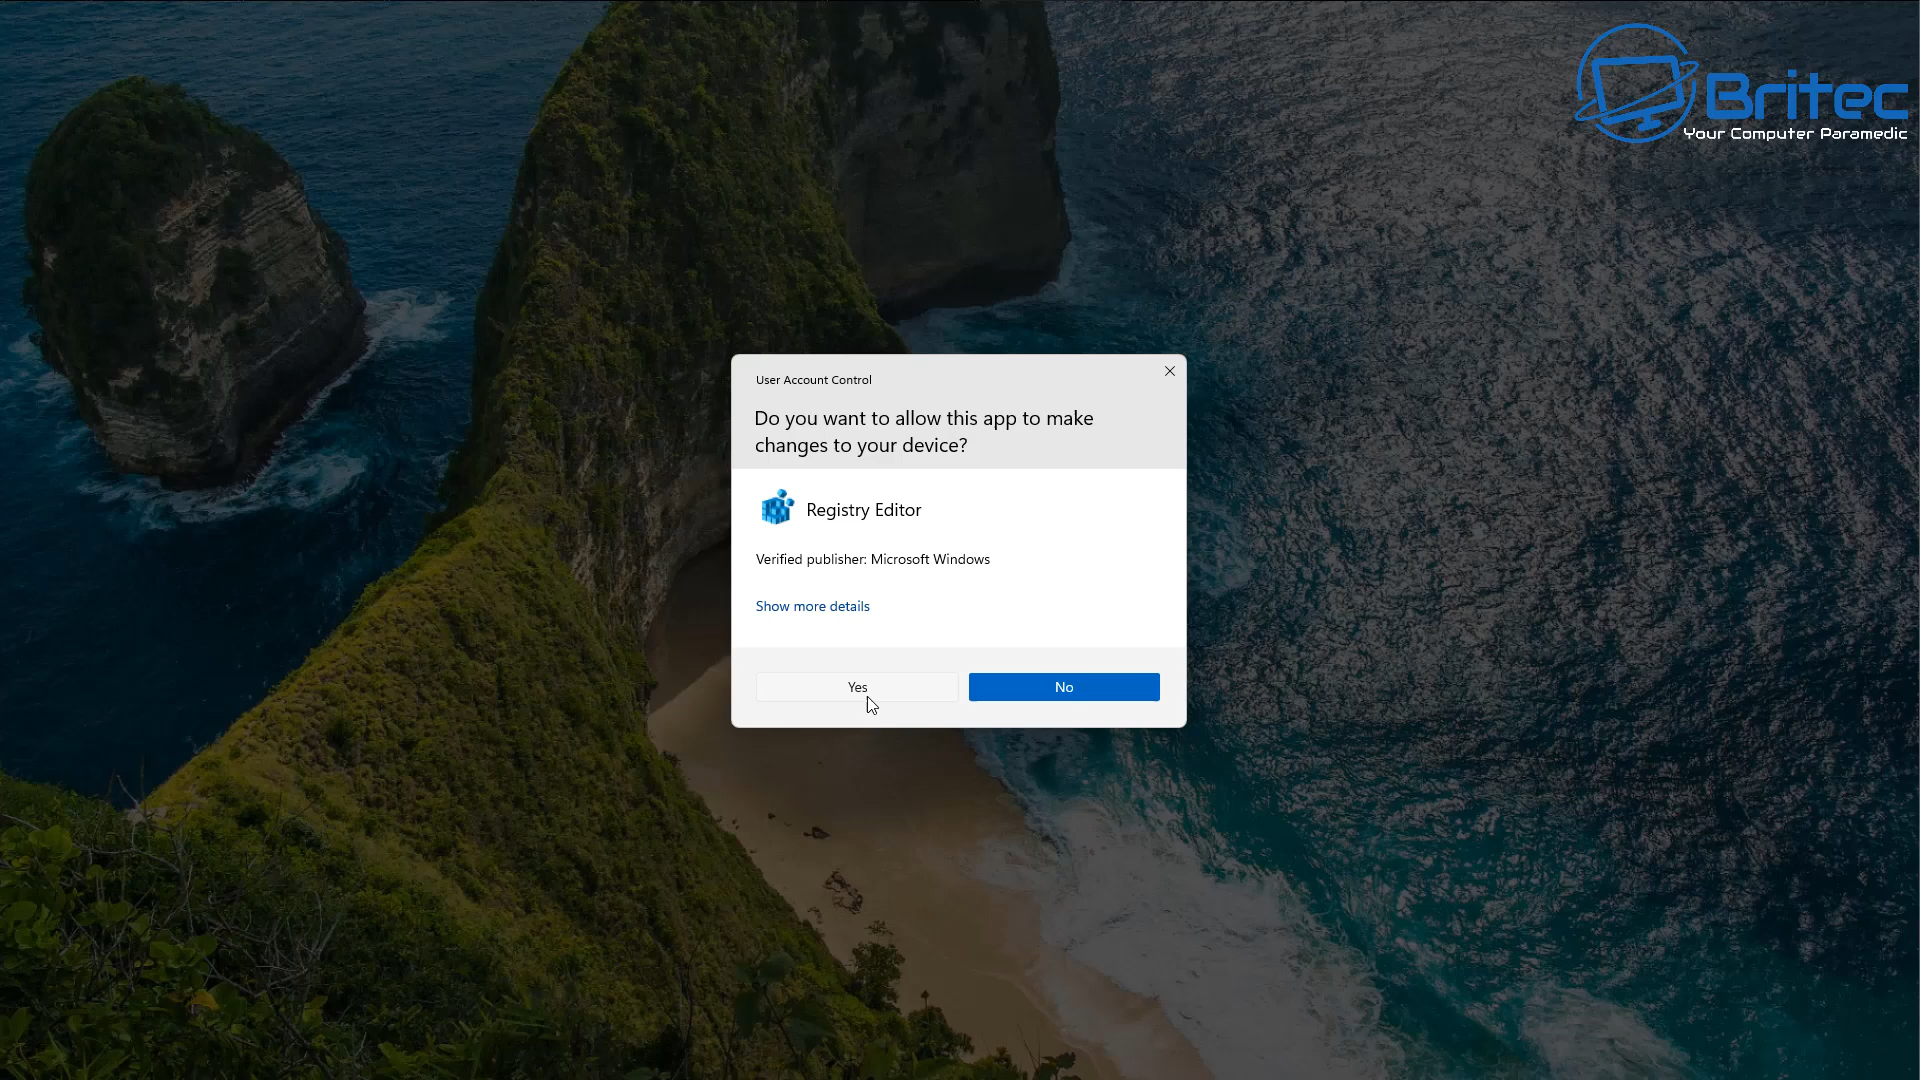 Britec
Your Computer Paramedic
User Account Control
Do you want to allow this app to make
changes to your device?
Registry Editor
Verified publisher: Microsoft Windows
Show more details
Yes
No